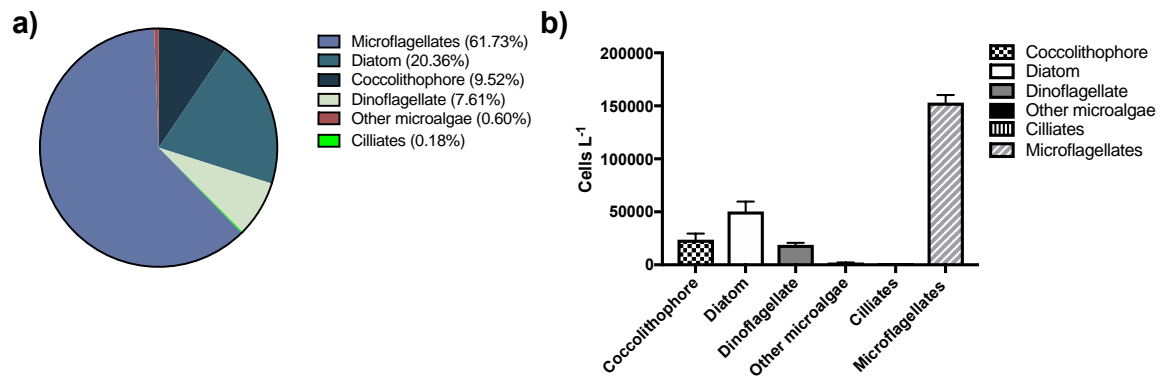 a)
Microflagellates (61.73%)
Diatom (20.36%)
Coccolithophore (9.52%)
Dinoflagellate (7.61%)
Other microalgae (0.60%)
Cilliates (0.18%)
b)
200000
150000
100000
50000
0
Cells L⁻¹
Coccolithophore
Diatom
Dinoflagellate
Other microalgae
Cilliates
Microflagellates
Coccolithophore
Diatom
Dinoflagellate
Other microalgae
Cilliates
Microflagellates